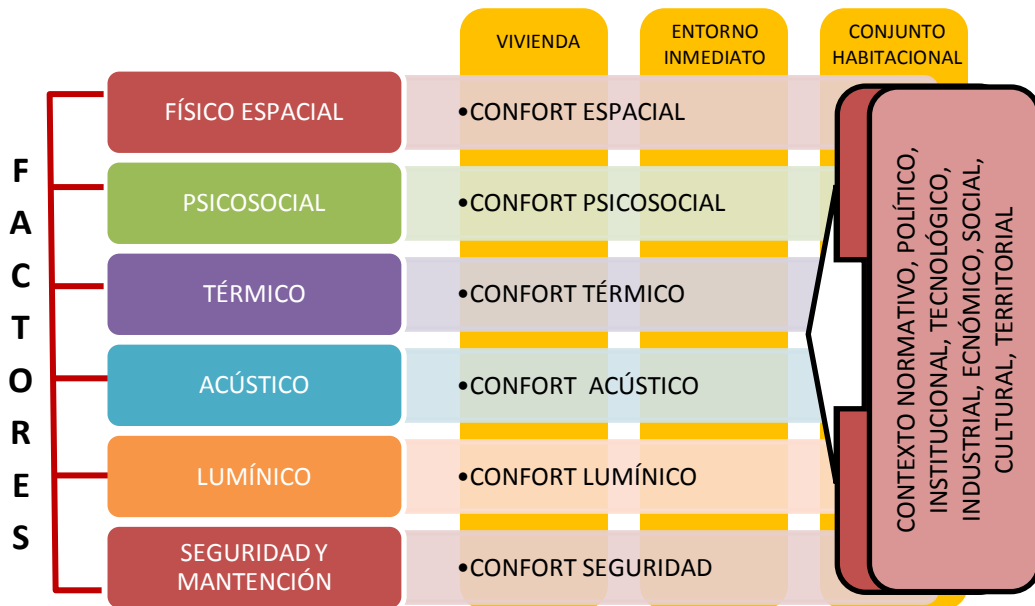 VIVIENDA
ENTORNO
INMEDIATO
CONJUNTO
HABITACIONAL
FACTORES
FÍSICO ESPACIAL
•CONFORT ESPACIAL
PSICOSOCIAL
•CONFORT PSICOSOCIAL
TÉRMICO
•CONFORT TÉRMICO
ACÚSTICO
•CONFORT ACÚSTICO
LUMÍNICO
•CONFORT LUMÍNICO
SEGURIDAD Y
MANTENCIÓN
•CONFORT SEGURIDAD
CONTEXTO NORMATIVO, POLÍTICO,
INSTITUCIONAL, TECNOLÓGICO,
INDUSTRIAL, ECNÓMICO, SOCIAL,
CULTURAL, TERRITORIAL